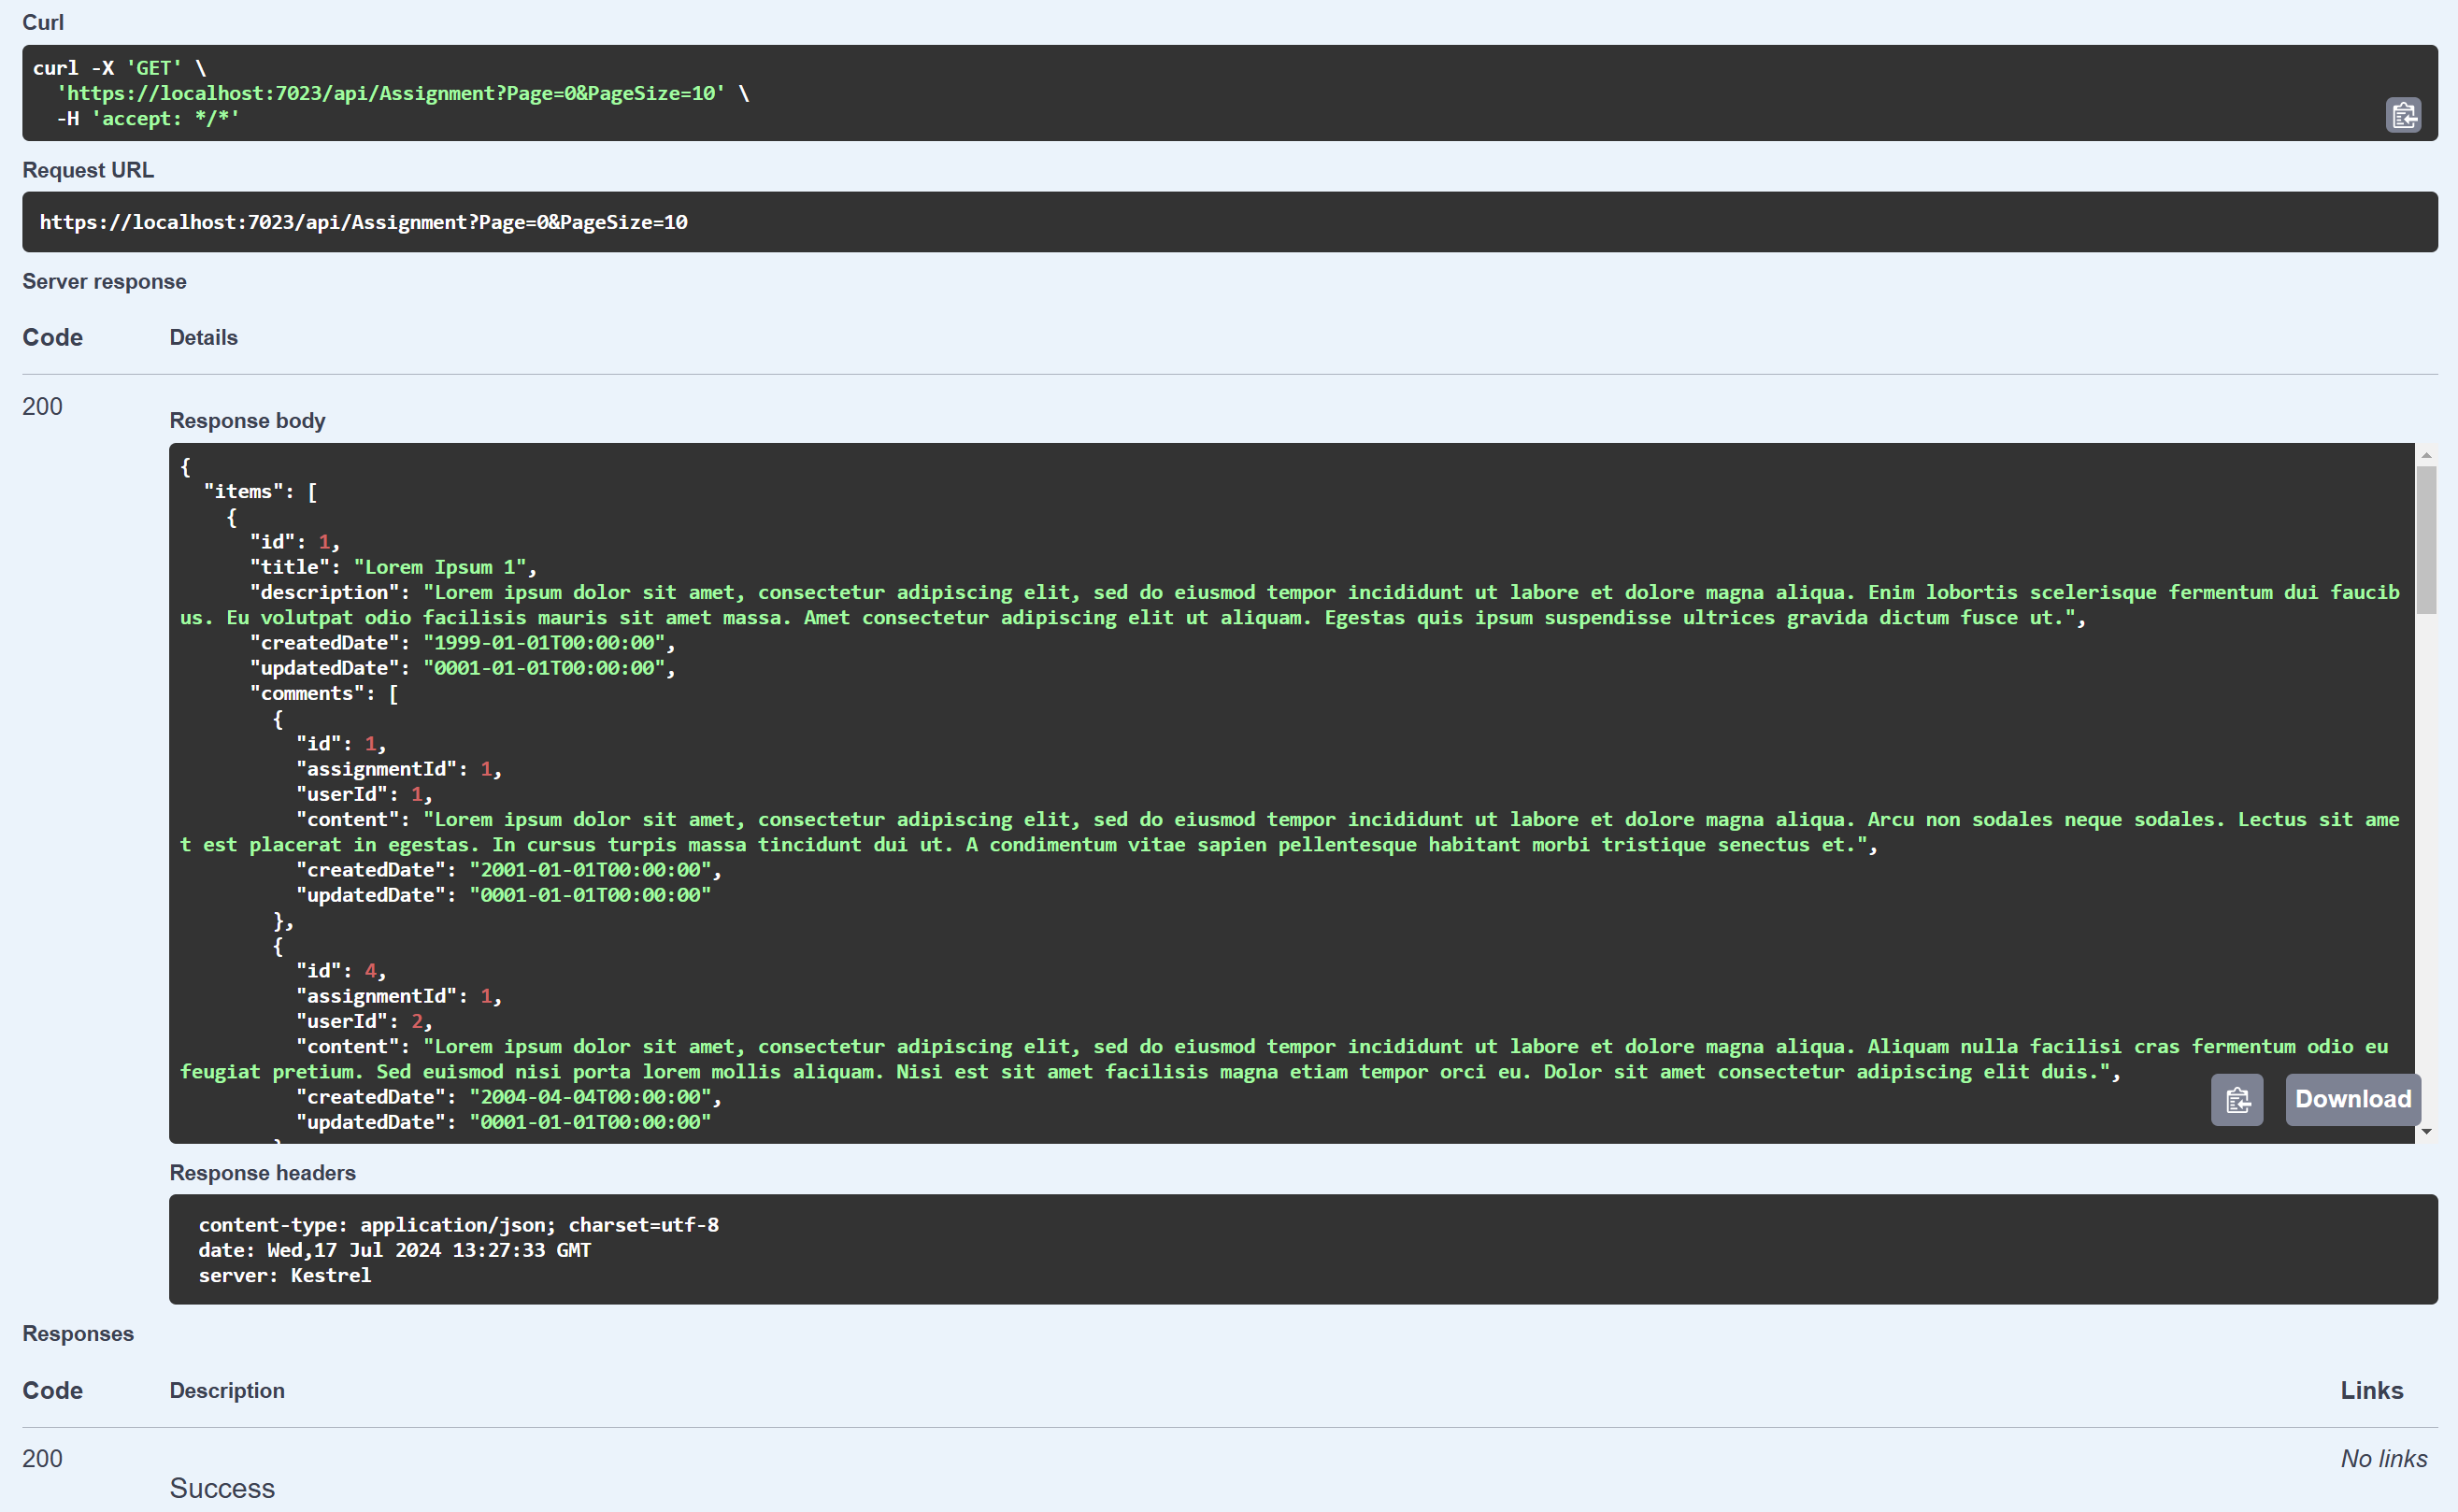 Curl
curl -X 'GET' \
  'https://localhost:7023/api/Assignment?Page=0&PageSize=10' \
  -H 'accept: */*'
Request URL
https://localhost:7023/api/Assignment?Page=0&PageSize=10
Server response
Code Details
200
Response body
{
  "items": [
    {
      "id": 1,
      "title": "Lorem Ipsum 1",
      "description": "Lorem ipsum dolor sit amet, consectetur adipiscing elit, sed do eiusmod tempor incididunt ut labore et dolore magna aliqua. Enim lobortis scelerisque fermentum dui faucib
us. Eu volutpat odio facilisis mauris sit amet massa. Amet consectetur adipiscing elit ut aliquam. Egestas quis ipsum suspendisse ultrices gravida dictum fusce ut.",
      "createdDate": "1999-01-01T00:00:00",
      "updatedDate": "0001-01-01T00:00:00",
      "comments": [
        {
          "id": 1,
          "assignmentId": 1,
          "userId": 1,
          "content": "Lorem ipsum dolor sit amet, consectetur adipiscing elit, sed do eiusmod tempor incididunt ut labore et dolore magna aliqua. Arcu non sodales neque sodales. Lectus sit ame
t est placerat in egestas. In cursus turpis massa tincidunt dui ut. A condimentum vitae sapien pellentesque habitant morbi tristique senectus et.",
          "createdDate": "2001-01-01T00:00:00",
          "updatedDate": "0001-01-01T00:00:00"
        },
        {
          "id": 4,
          "assignmentId": 1,
          "userId": 2,
          "content": "Lorem ipsum dolor sit amet, consectetur adipiscing elit, sed do eiusmod tempor incididunt ut labore et dolore magna aliqua. Aliquam nulla facilisi cras fermentum odio eu
feugiat pretium. Sed euismod nisi porta lorem mollis aliquam. Nisi est sit amet facilisis magna etiam tempor orci eu. Dolor sit amet consectetur adipiscing elit duis.",
          "createdDate": "2004-04-04T00:00:00",
          "updatedDate": "0001-01-01T00:00:00"
Download
Response headers
content-type: application/json; charset=utf-8
date: Wed,17 Jul 2024 13:27:33 GMT
server: Kestrel
Responses
Code Description Links
200 No links
Success